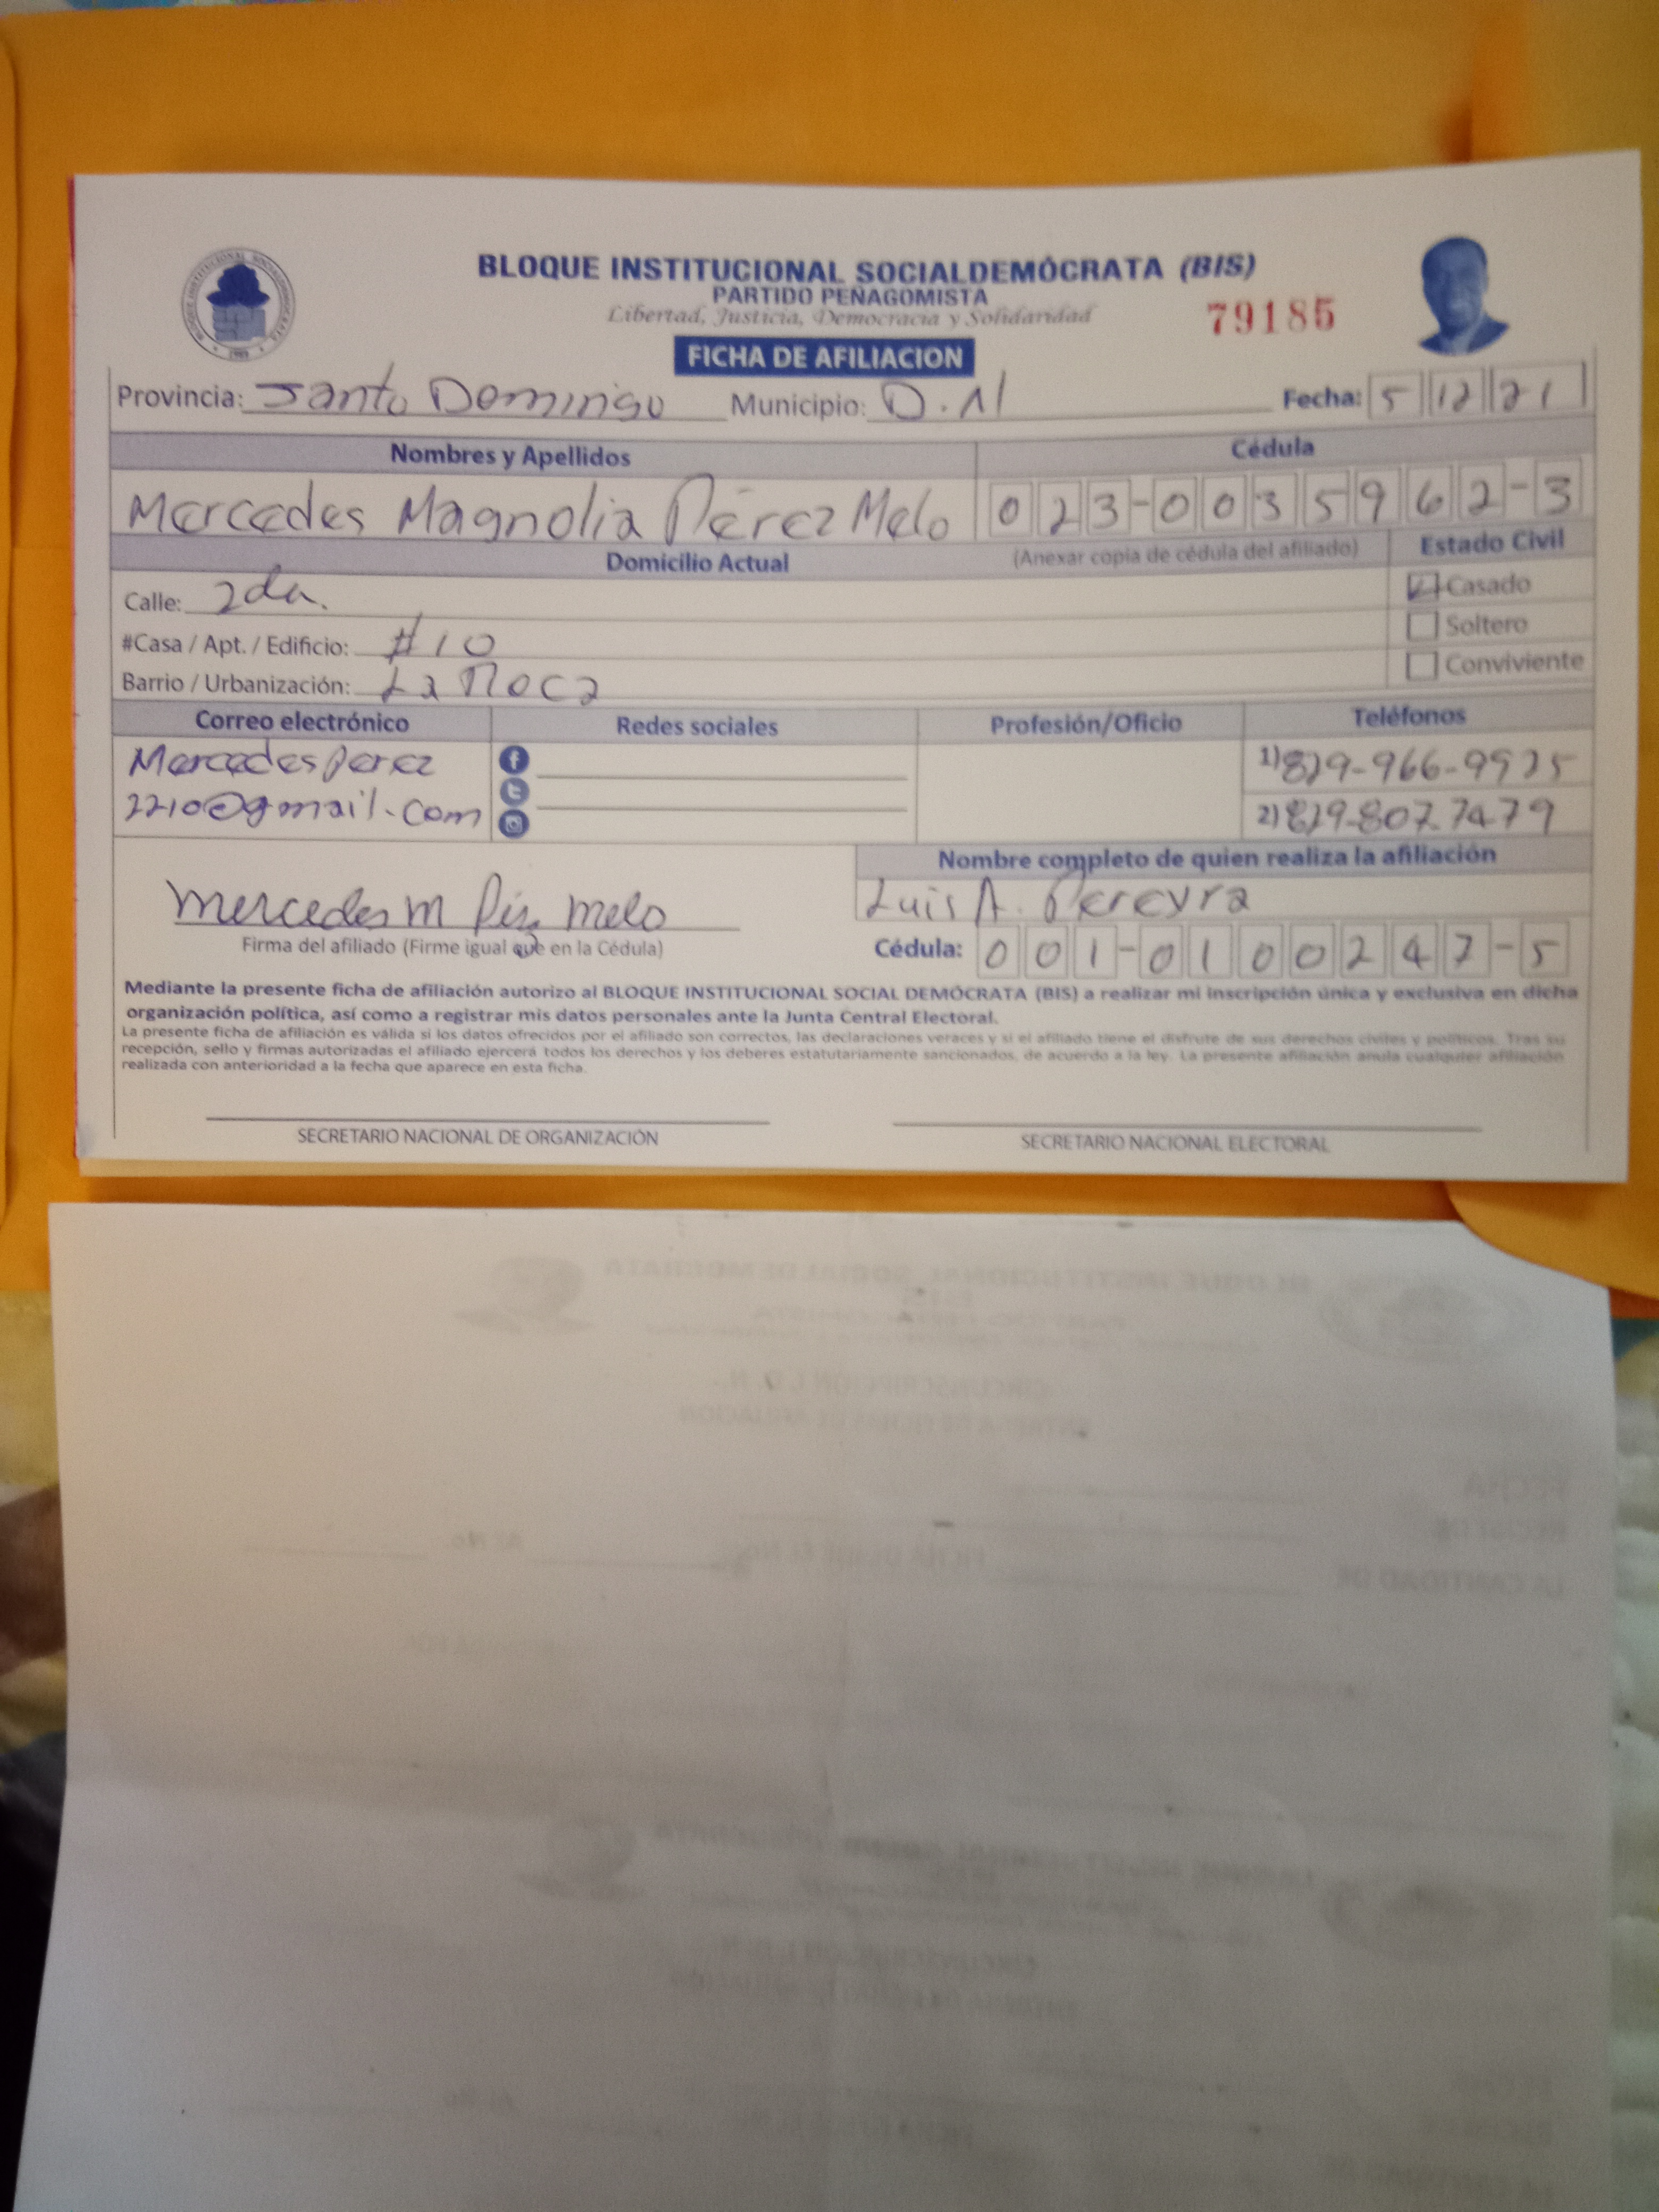 BLOQUE INSTITUCIONAL SOCIALDEMÓCRATA (BIS)
PARTIDO PEÑAGOMISTA
Libertad, Justicia, Democracia y Solidaridad
79185
FICHA DE AFILIACION
Provincia: Santo Domingo Municipio: D.N Fecha: 5 12 21
Nombres y Apellidos Cédula
Mercedes Magnolia Pérez Melo 023-0035962-3
Domicilio Actual (Anexar copia de cédula del afiliado) Estado Civil
Calle: 2da. Casado
#Casa / Apt. / Edificio: #10 Soltero
Barrio / Urbanización: La Conviviente
Correo electrónico Redes sociales Profesión/Oficio Teléfonos
Mercedesperez 1) 829-966-9925
2210@gmail.com 2) 829-807-7479
Nombre completo de quien realiza la afiliación
mercedes m melo Luis A. Pereyra
Firma del afiliado (Firme igual que en la Cédula) Cédula: 001-0100247-5
Mediante la presente ficha de afiliación autorizo al BLOQUE INSTITUCIONAL SOCIAL DEMÓCRATA (BIS) a realizar mi inscripción única y exclusiva en dicha
organización política, así como a registrar mis datos personales ante la Junta Central Electoral.
La presente ficha de afiliación es válida si los datos ofrecidos por el afiliado son correctos, las declaraciones veraces y si el afiliado tiene el disfrute de sus derechos civiles y políticos. Tras su
recepción, sello y firmas autorizadas el afiliado ejercerá todos los derechos y los deberes estatutariamente sancionados, de acuerdo a la ley. La presente afiliación anula cualquier afiliación
realizada con anterioridad a la fecha que aparece en esta ficha.
SECRETARIO NACIONAL DE ORGANIZACIÓN SECRETARIO NACIONAL ELECTORAL